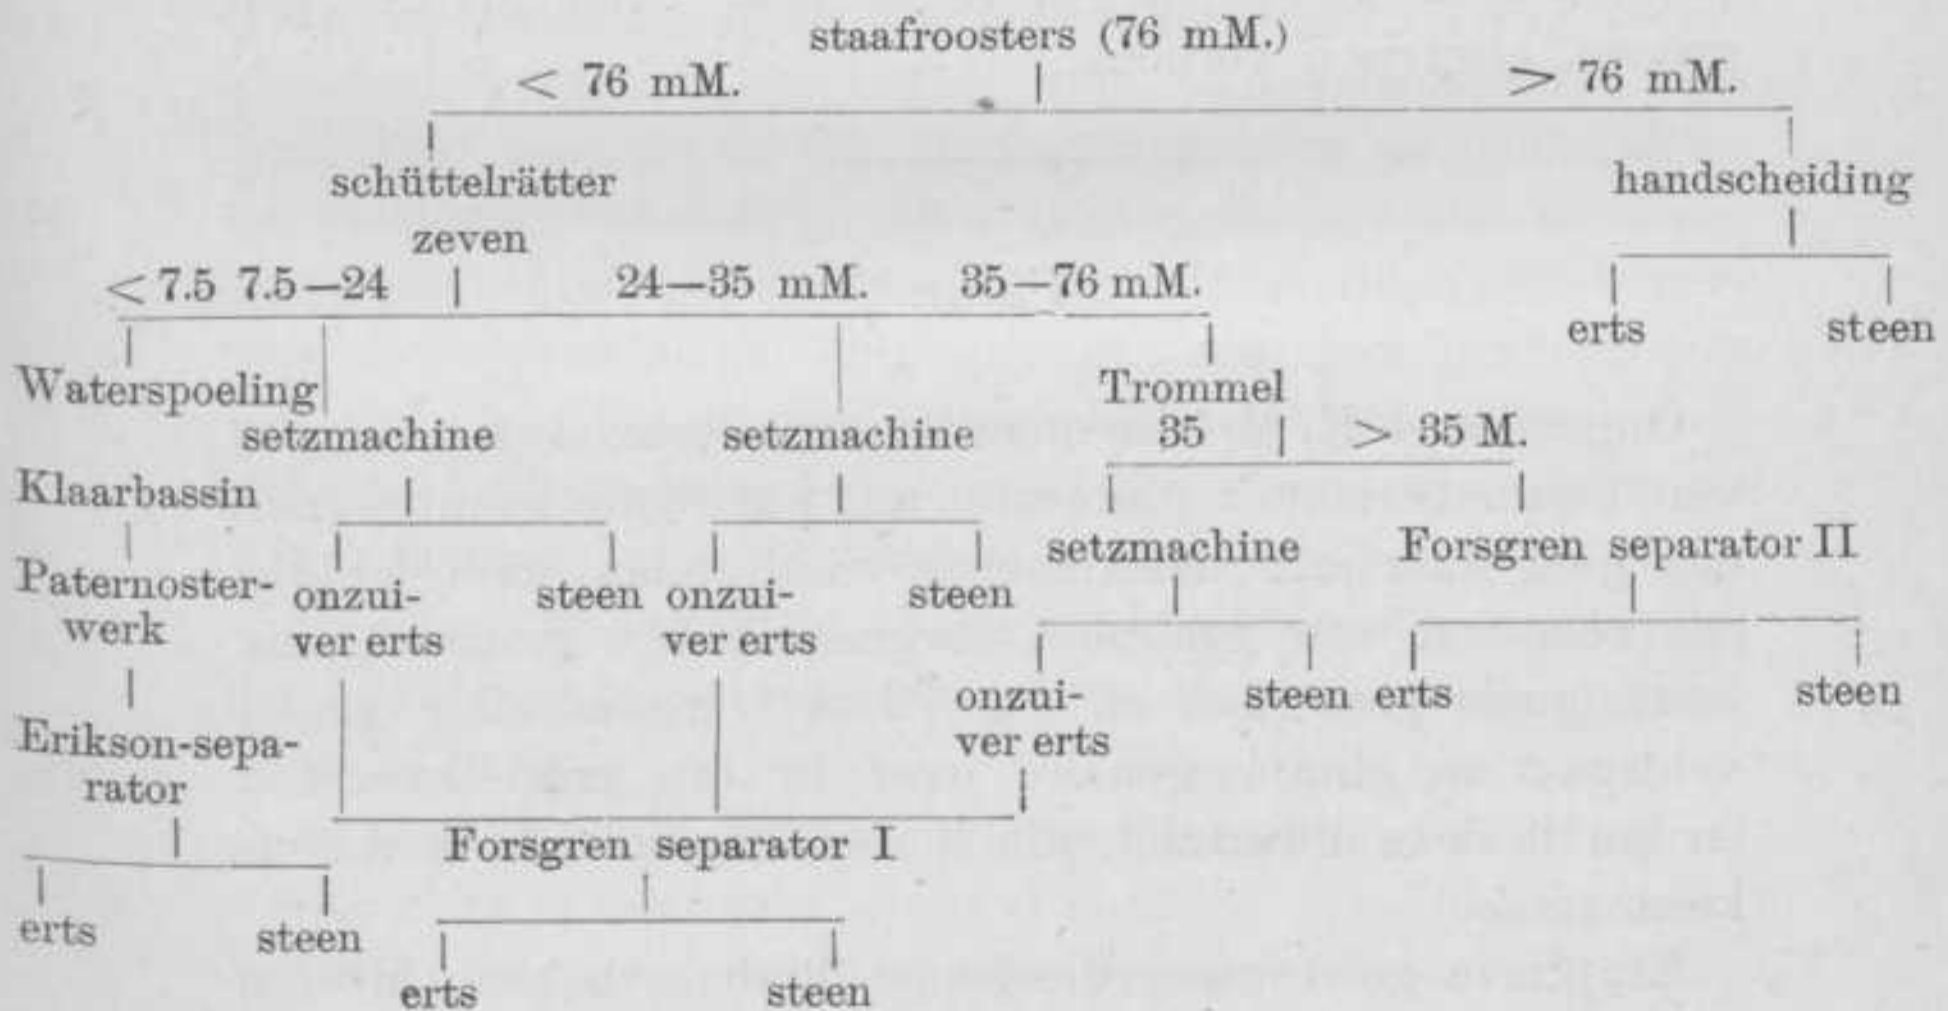 staafroosters (76 mM.)
< 76 mM. > 76 mM.
schüttelrätter handscheiding
zeven
< 7.5 7.5—24 24—35 mM. 35—76 mM.
erts steen
Waterspoeling Trommel
setzmachine setzmachine 35 > 35 M.
Klaarbassin
setzmachine Forsgren separator II
Paternoster- onzui- steen onzui- steen
werk ver erts ver erts
onzui- steen erts steen
Erikson-sepa- ver erts
rator
Forsgren separator I
erts steen
erts steen